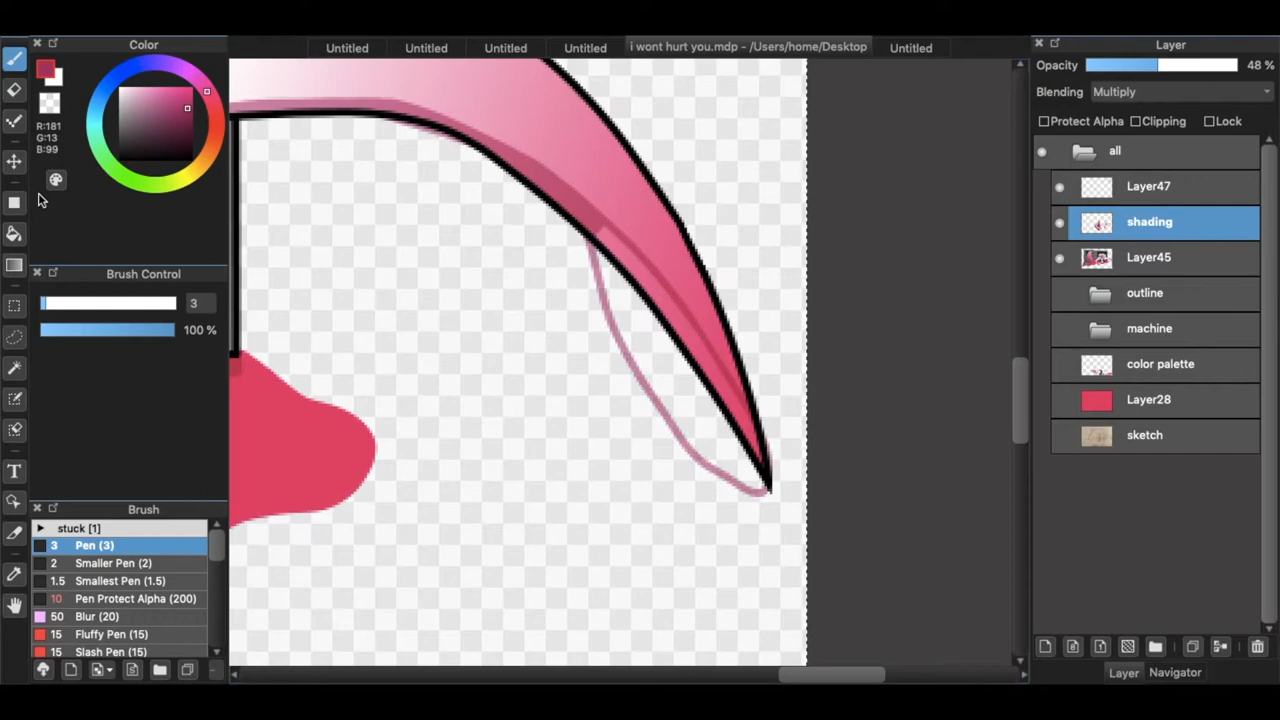 Color
Untitled
Untitled
Untitled
Untitled
i wont hurt you.mdp - /Users/home/Desktop
Untitled
Layer
Opacity
48 %
Blending
Multiply
Protect Alpha
Clipping
Lock
R:181
G:13
B:99
all
Layer47
shading
Layer45
outline
machine
color palette
Layer28
sketch
Brush Control
3
100 %
Brush
stuck [1]
3 Pen (3)
2 Smaller Pen (2)
1.5 Smallest Pen (1.5)
10 Pen Protect Alpha (200)
50 Blur (20)
15 Fluffy Pen (15)
15 Slash Pen (15)
T
Layer
Navigator